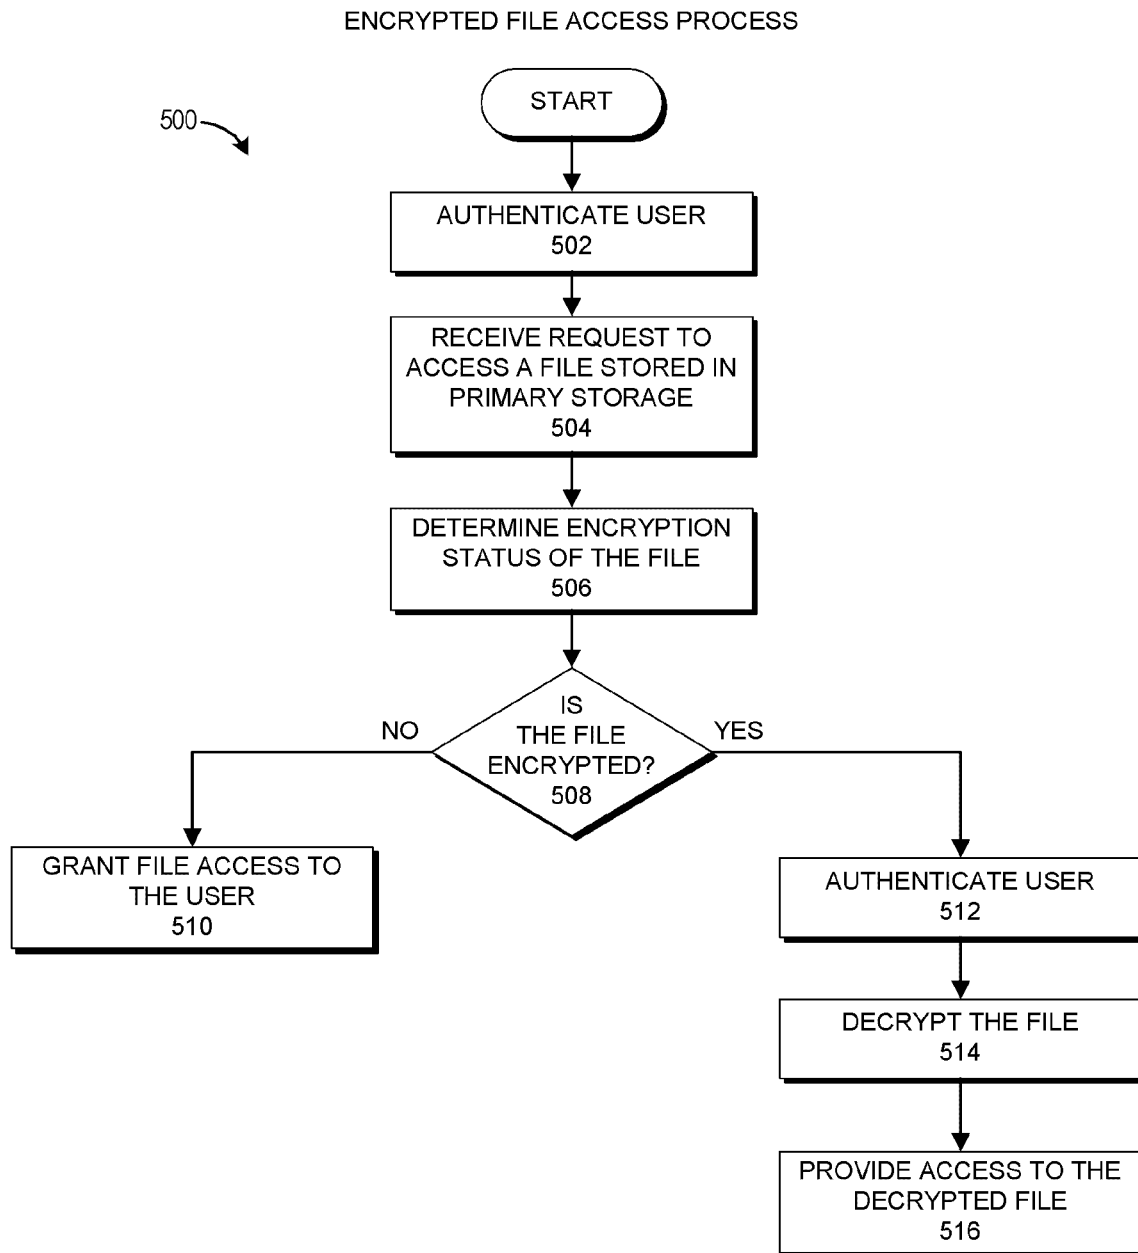 ENCRYPTED FILE ACCESS PROCESS
START
500
AUTHENTICATE USER
502
RECEIVE REQUEST TO
ACCESS A FILE STORED IN
PRIMARY STORAGE
504
DETERMINE ENCRYPTION
STATUS OF THE FILE
506
IS
THE FILE
ENCRYPTED?
508
NO
YES
GRANT FILE ACCESS TO
THE USER
510
AUTHENTICATE USER
512
DECRYPT THE FILE
514
PROVIDE ACCESS TO THE
DECRYPTED FILE
516